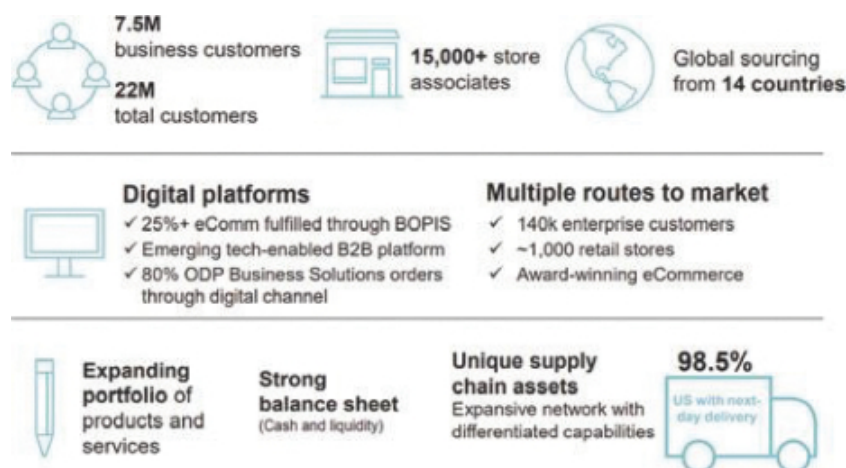 7.5M
business customers
22M
total customers
15,000+ store
associates
Global sourcing
from 14 countries
Digital platforms
✓ 25%+ eComm fulfilled through BOPIS
✓ Emerging tech-enabled B2B platform
✓ 80% ODP Business Solutions orders
through digital channel
Multiple routes to market
✓ 140k enterprise customers
✓ ~1,000 retail stores
✓ Award-winning eCommerce
Expanding
portfolio of
products and
services
Strong
balance sheet
(Cash and liquidity)
Unique supply
chain assets
Expansive network with
differentiated capabilities
98.5%
US with next-
day delivery